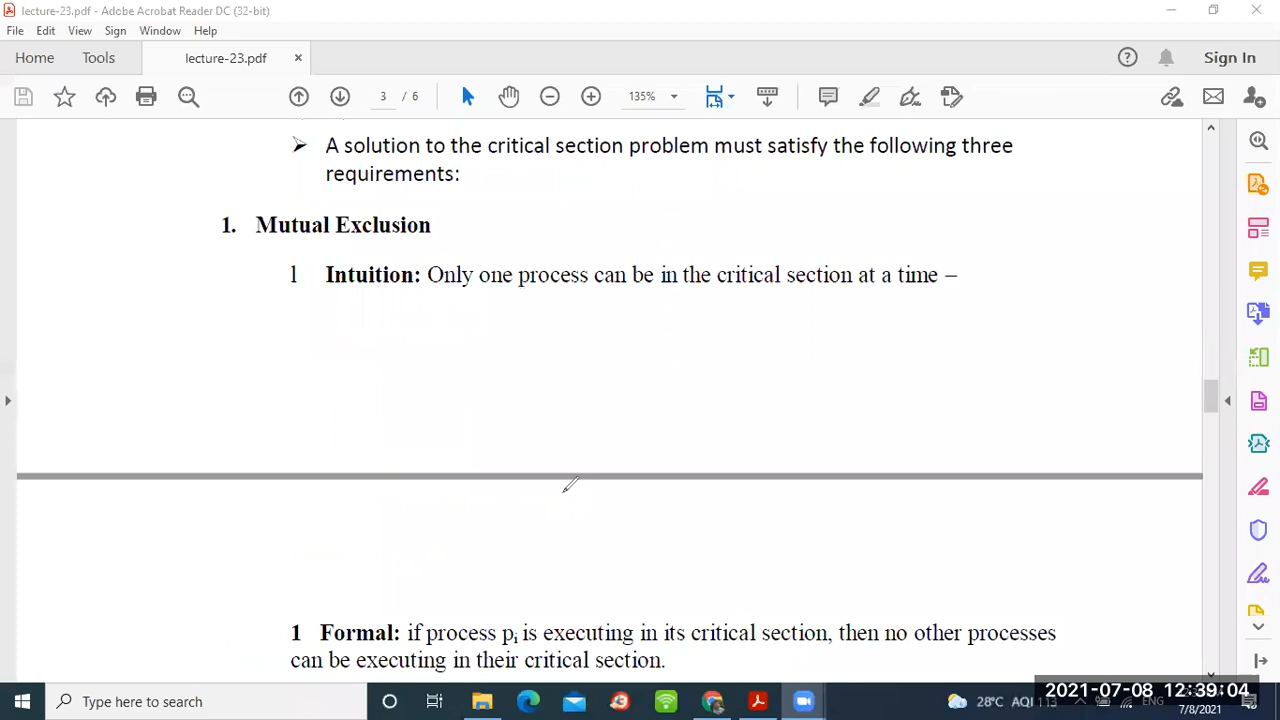 lecture-23.pdf - Adobe Acrobat Reader DC (32-bit)
File Edit View Sign Window Help
Home Tools lecture-23.pdf × Sign In
3 / 6 135%
➢ A solution to the critical section problem must satisfy the following three
requirements:
1. Mutual Exclusion
l Intuition: Only one process can be in the critical section at a time –
1 Formal: if process pi is executing in its critical section, then no other processes
can be executing in their critical section.
Type here to search
28°C AQI 113
ENG
2021-07-08 12:39:04
7/8/2021